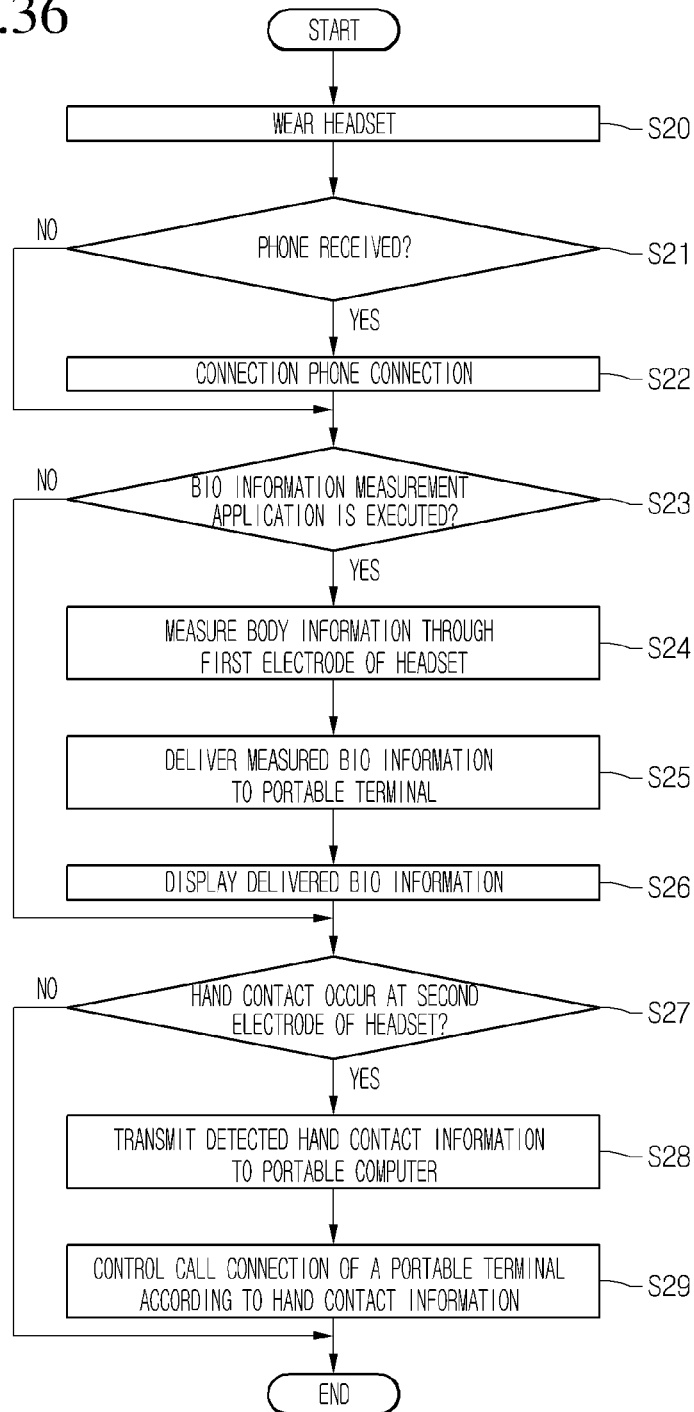 .36
START
WEAR HEADSET
S20
PHONE RECEIVED?
S21
NO
YES
CONNECTION PHONE CONNECTION
S22
BIO INFORMATION MEASUREMENT
APPLICATION IS EXECUTED?
S23
NO
YES
MEASURE BODY INFORMATION THROUGH
FIRST ELECTRODE OF HEADSET
S24
DELIVER MEASURED BIO INFORMATION
TO PORTABLE TERMINAL
S25
DISPLAY DELIVERED BIO INFORMATION
S26
HAND CONTACT OCCUR AT SECOND
ELECTRODE OF HEADSET?
S27
NO
YES
TRANSMIT DETECTED HAND CONTACT INFORMATION
TO PORTABLE COMPUTER
S28
CONTROL CALL CONNECTION OF A PORTABLE TERMINAL
ACCORDING TO HAND CONTACT INFORMATION
S29
END